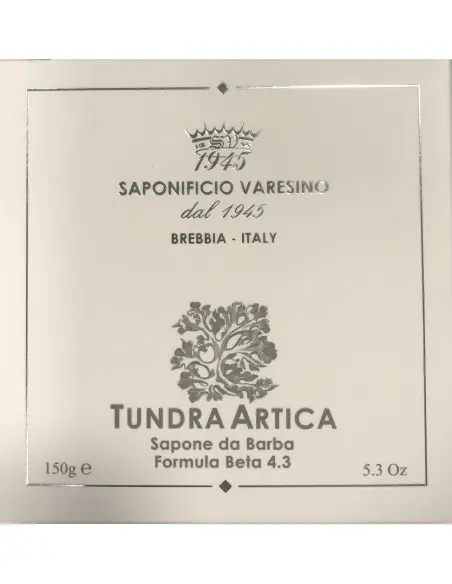 SV
1945
SAPONIFICIO VARESINO
dal 1945
BREBBIA - ITALY
TUNDRA ARTICA
Sapone da Barba
Formula Beta 4.3
150g e
5.3 Oz